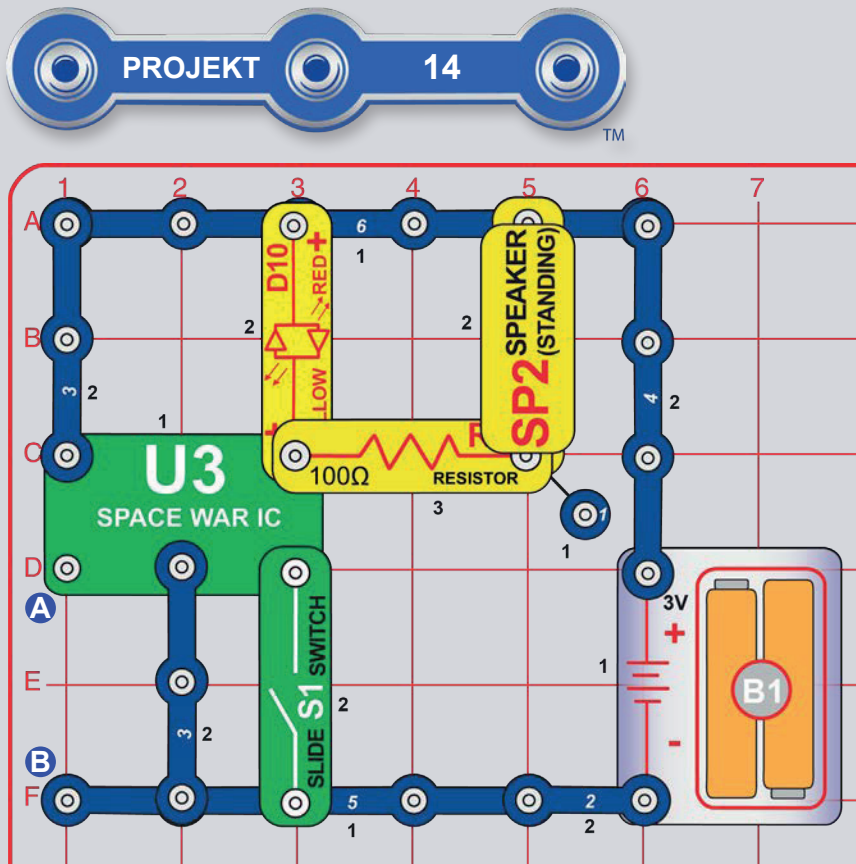 PROJEKT 14
TM
1 2 3 4 5 6 7
A
6
1
D10
RED +
2
2
SPEAKER
(STANDING)
SP2
B
3
2
4
2
C
1
U3
SPACE WAR IC
+
R
100Ω
RESISTOR
3
1
1
D
A
3V
+
E
1
B1
-
3
2
SLIDE S1 SWITCH
2
B
F
5
1
2
2